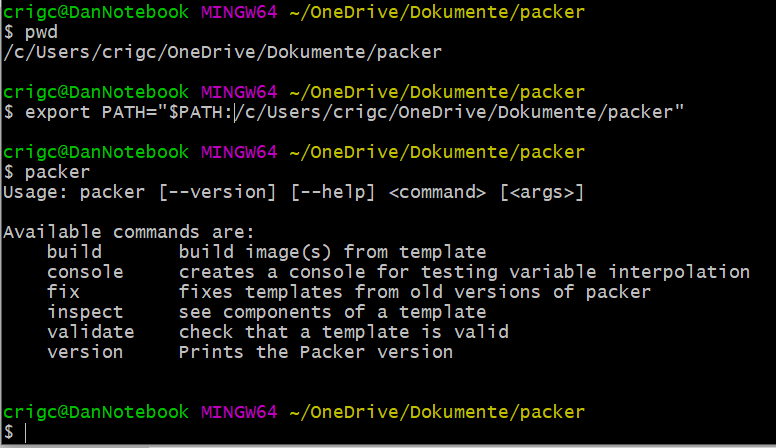 crigc@DanNotebook MINGW64 ~/OneDrive/Dokumente/packer
$ pwd
/c/Users/crigc/OneDrive/Dokumente/packer
crigc@DanNotebook MINGW64 ~/OneDrive/Dokumente/packer
$ export PATH="$PATH:/c/Users/crigc/OneDrive/Dokumente/packer"
crigc@DanNotebook MINGW64 ~/OneDrive/Dokumente/packer
$ packer
Usage: packer [--version] [--help] <command> [<args>]
Available commands are:
    build       build image(s) from template
    console     creates a console for testing variable interpolation
    fix         fixes templates from old versions of packer
    inspect     see components of a template
    validate    check that a template is valid
    version     Prints the Packer version
crigc@DanNotebook MINGW64 ~/OneDrive/Dokumente/packer
$